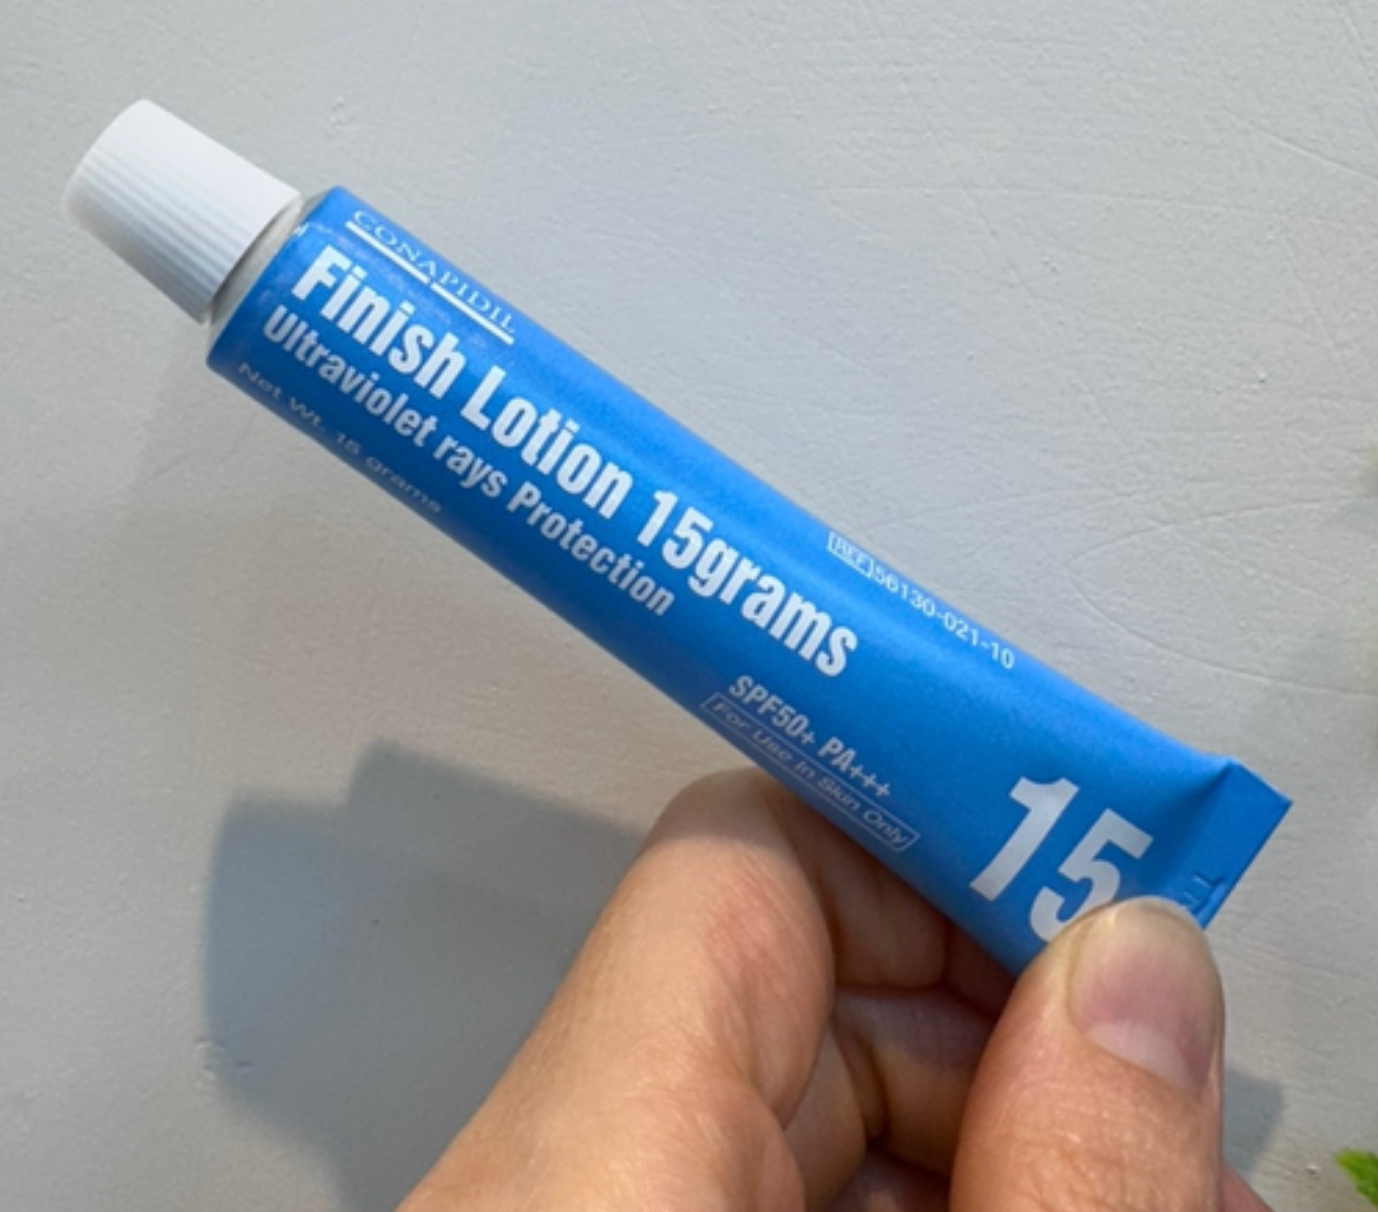 CONAPIDIL
Finish Lotion 15grams
Ultraviolet rays Protection
Net Wt. 15 grams
REF 56130-021-10
SPF50+ PA+++
For Use In Skin Only
15